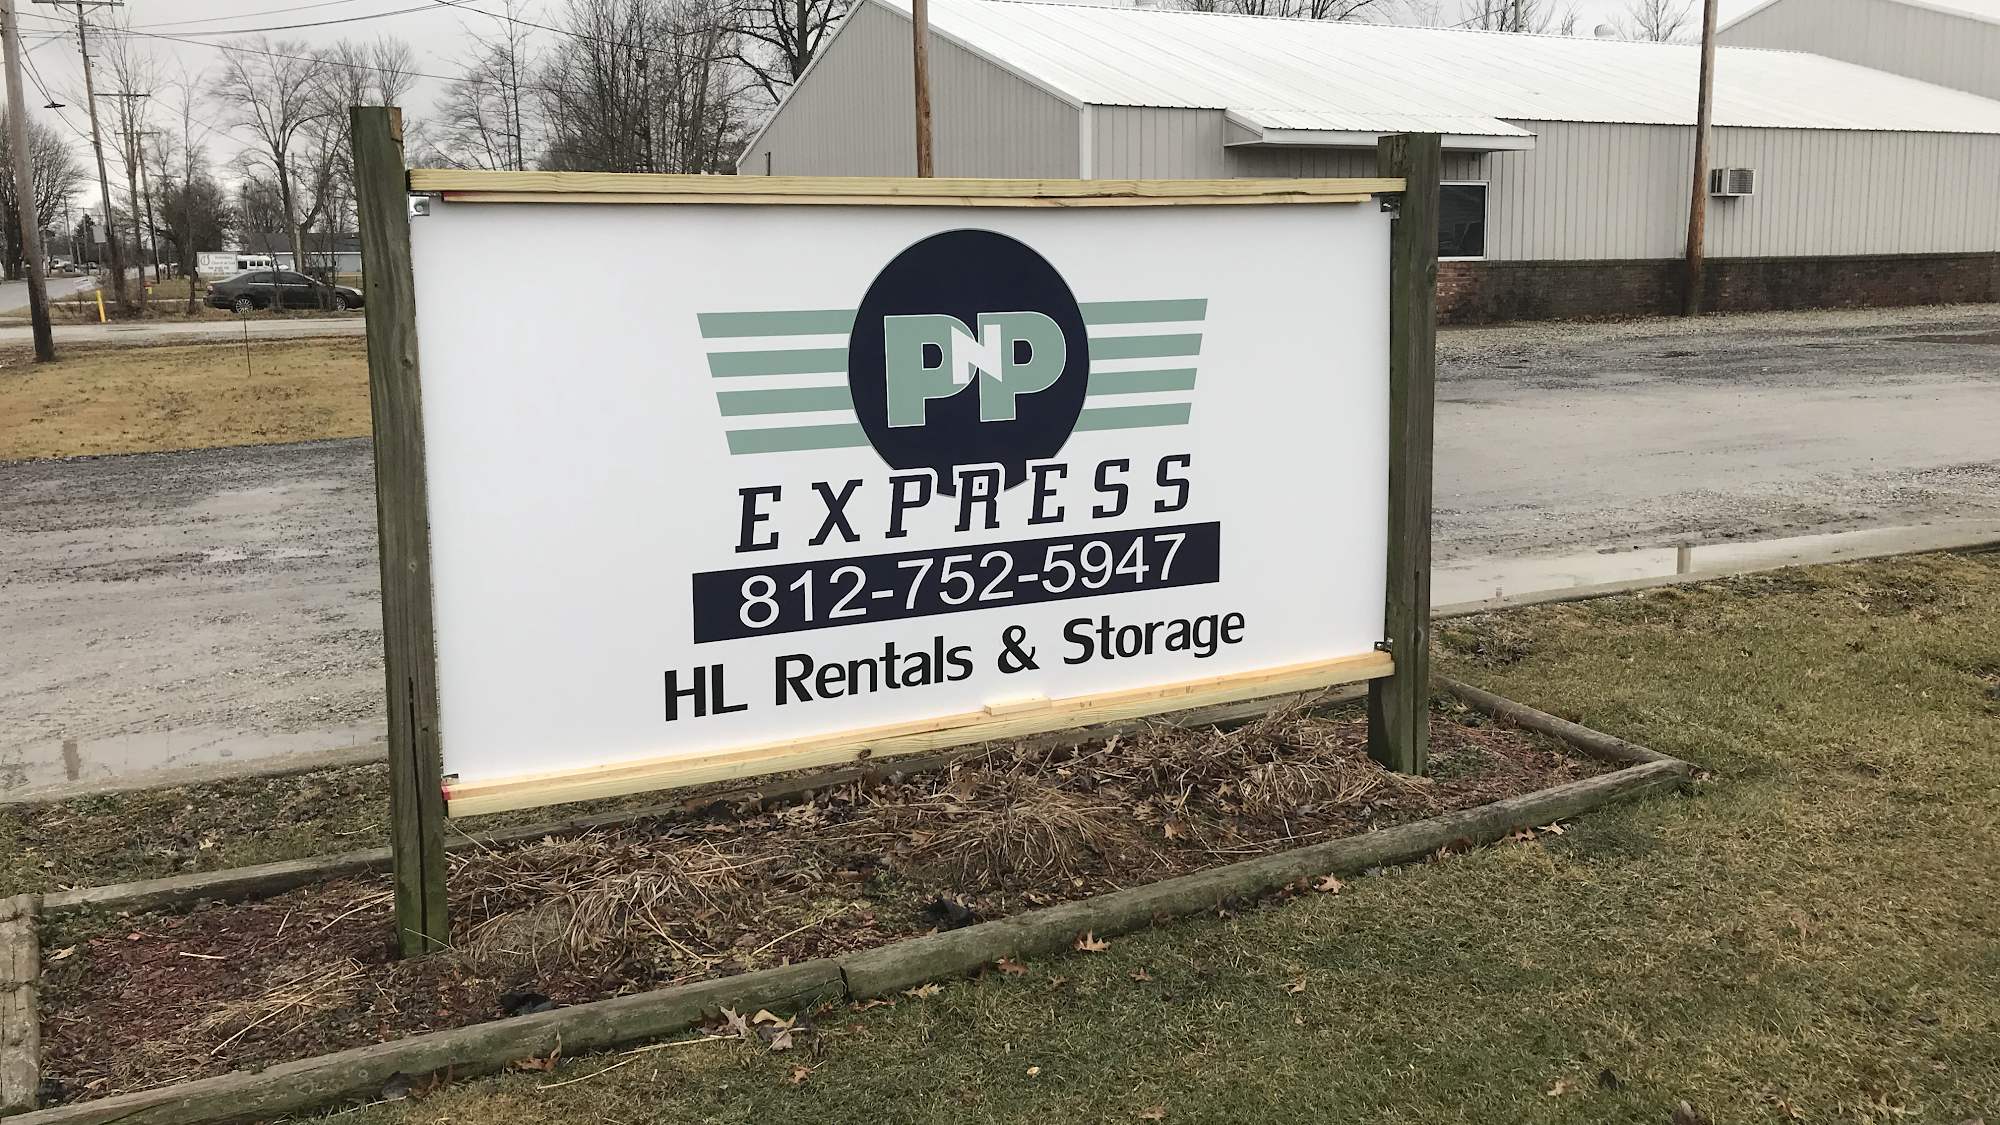 PNP
EXPRESS
812-752-5947
HL Rentals & Storage